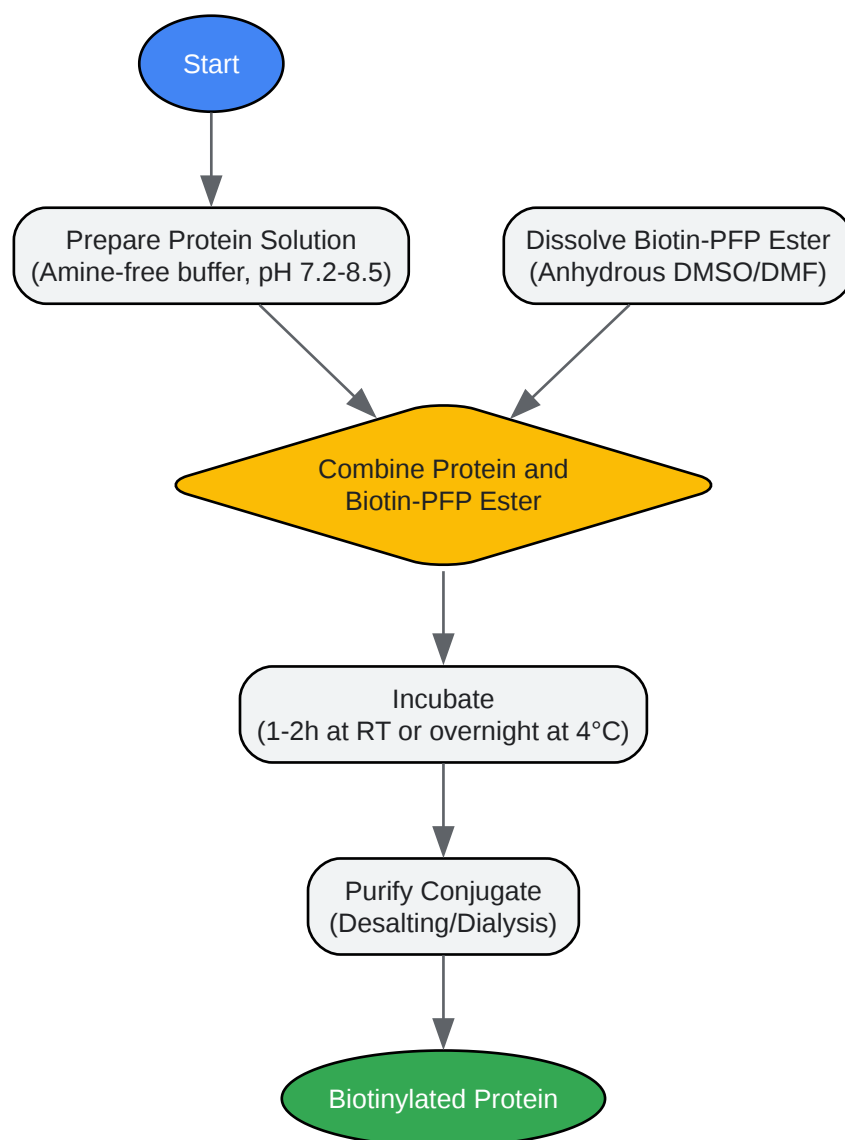 Start
Prepare Protein Solution
(Amine-free buffer, pH 7.2-8.5)
Dissolve Biotin-PFP Ester
(Anhydrous DMSO/DMF)
Combine Protein and
Biotin-PFP Ester
Incubate
(1-2h at RT or overnight at 4°C)
Purify Conjugate
(Desalting/Dialysis)
Biotinylated Protein